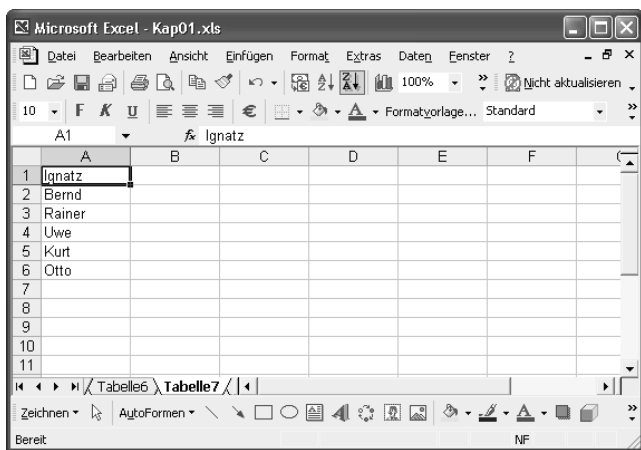 Microsoft Excel - Kap01.xls
Datei Bearbeiten Ansicht Einfügen Format Extras Daten Fenster ?
100% Nicht aktualisieren
10 F K U € A Formatvorlage... Standard
A1 fx Ignatz
A B C D E F
1 Ignatz
2 Bernd
3 Rainer
4 Uwe
5 Kurt
6 Otto
7
8
9
10
11
Tabelle6 Tabelle7
Zeichnen AutoFormen A A
Bereit NF